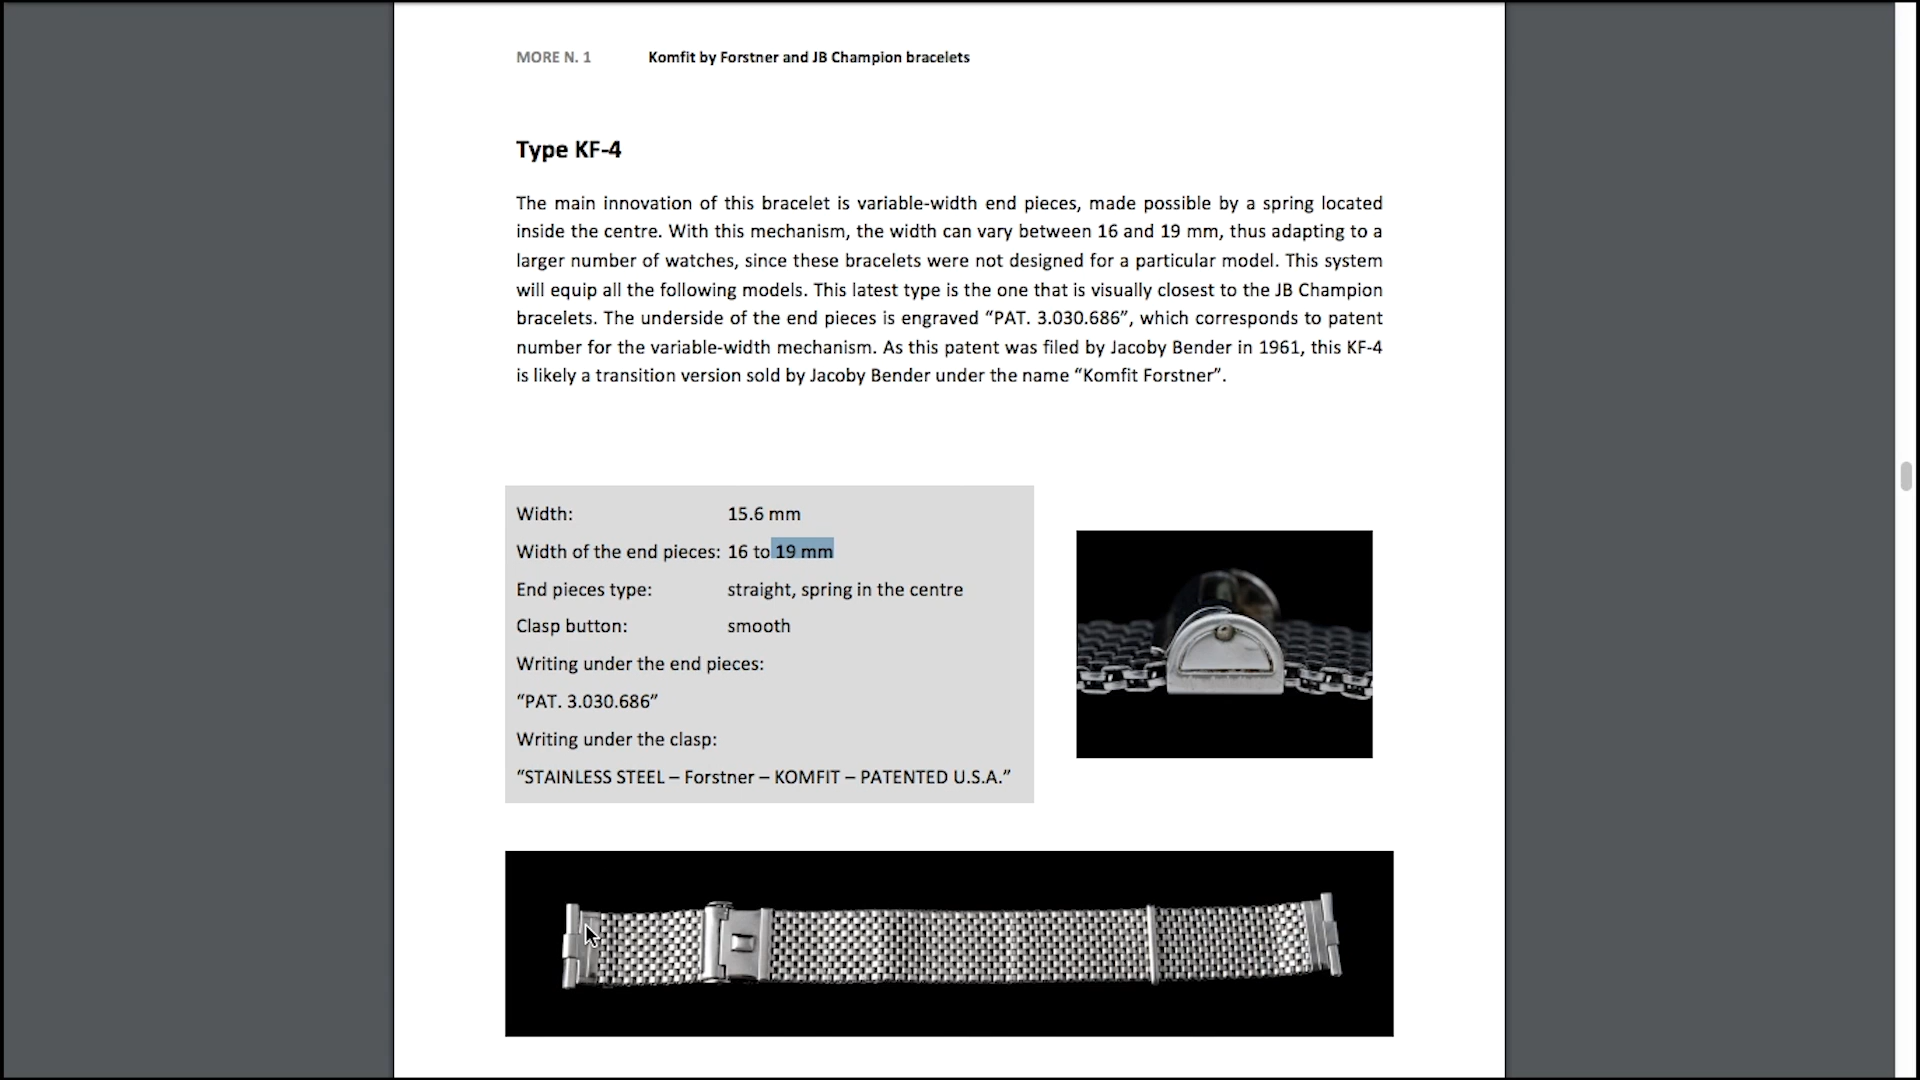 MORE N. 1 Komfit by Forstner and JB Champion bracelets
Type KF-4
The main innovation of this bracelet is variable-width end pieces, made possible by a spring located
inside the centre. With this mechanism, the width can vary between 16 and 19 mm, thus adapting to a
larger number of watches, since these bracelets were not designed for a particular model. This system
will equip all the following models. This latest type is the one that is visually closest to the JB Champion
bracelets. The underside of the end pieces is engraved “PAT. 3.030.686”, which corresponds to patent
number for the variable-width mechanism. As this patent was filed by Jacoby Bender in 1961, this KF-4
is likely a transition version sold by Jacoby Bender under the name “Komfit Forstner”.
Width: 15.6 mm
Width of the end pieces: 16 to 19 mm
End pieces type: straight, spring in the centre
Clasp button: smooth
Writing under the end pieces:
“PAT. 3.030.686”
Writing under the clasp:
“STAINLESS STEEL – Forstner – KOMFIT – PATENTED U.S.A.”